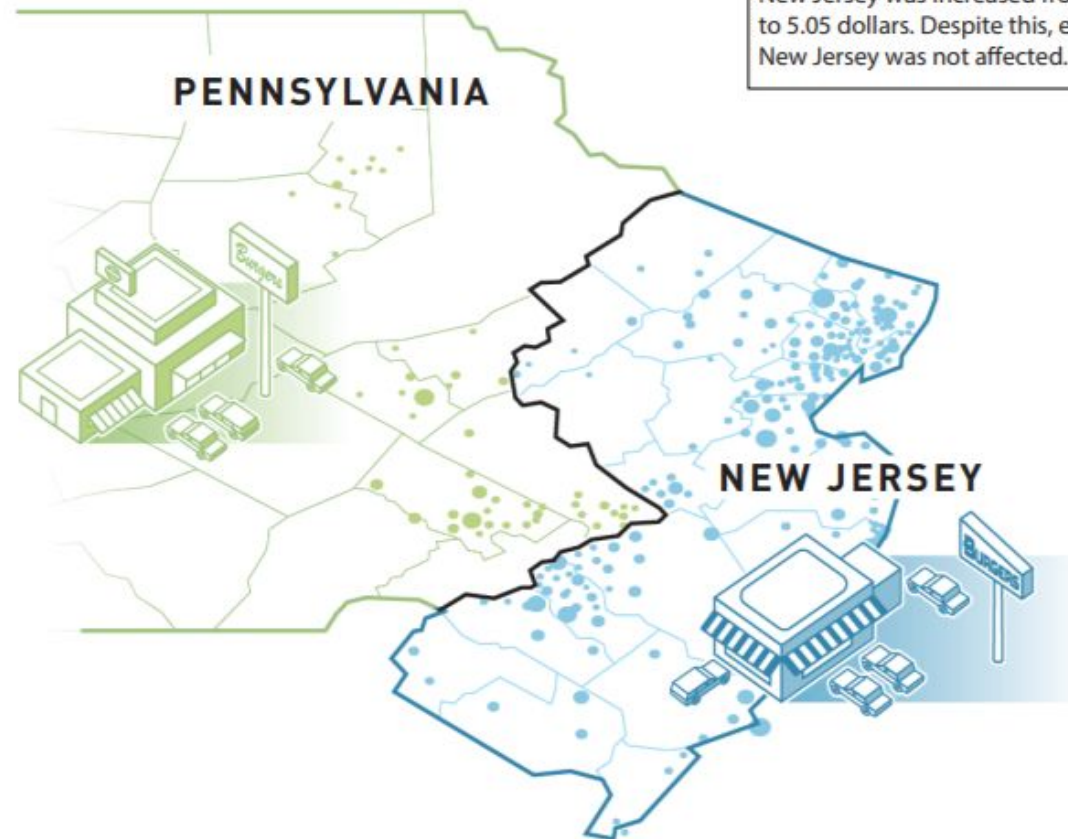 New Jersey was increased
to 5.05 dollars. Despite this,
New Jersey was not affected.
PENNSYLVANIA
Burgers
NEW JERSEY
BURGERS